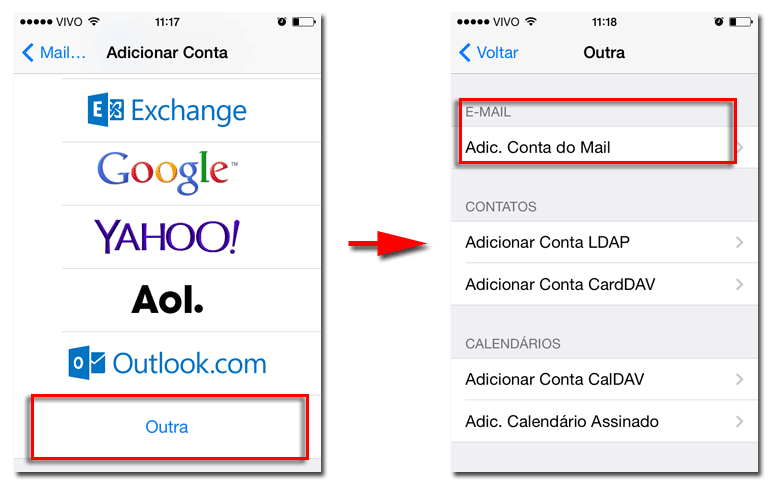 VIVO 11:17
Mail... Adicionar Conta
Exchange
Google™
YAHOO!
Aol.
Outlook.com
Outra
VIVO 11:18
Voltar Outra
E-MAIL
Adic. Conta do Mail
CONTATOS
Adicionar Conta LDAP
Adicionar Conta CardDAV
CALENDÁRIOS
Adicionar Conta CalDAV
Adic. Calendário Assinado